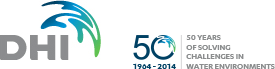 DHI
50
1964 - 2014
50 YEARS
OF SOLVING
CHALLENGES IN
WATER ENVIRONMENTS